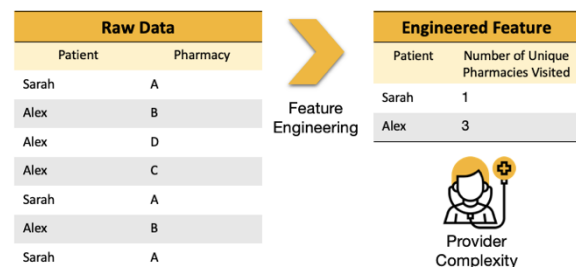 Raw Data
Patient Pharmacy
Sarah A
Alex B
Alex D
Alex C
Sarah A
Alex B
Sarah A
Feature
Engineering
Engineered Feature
Patient Number of Unique
Pharmacies Visited
Sarah 1
Alex 3
Provider
Complexity